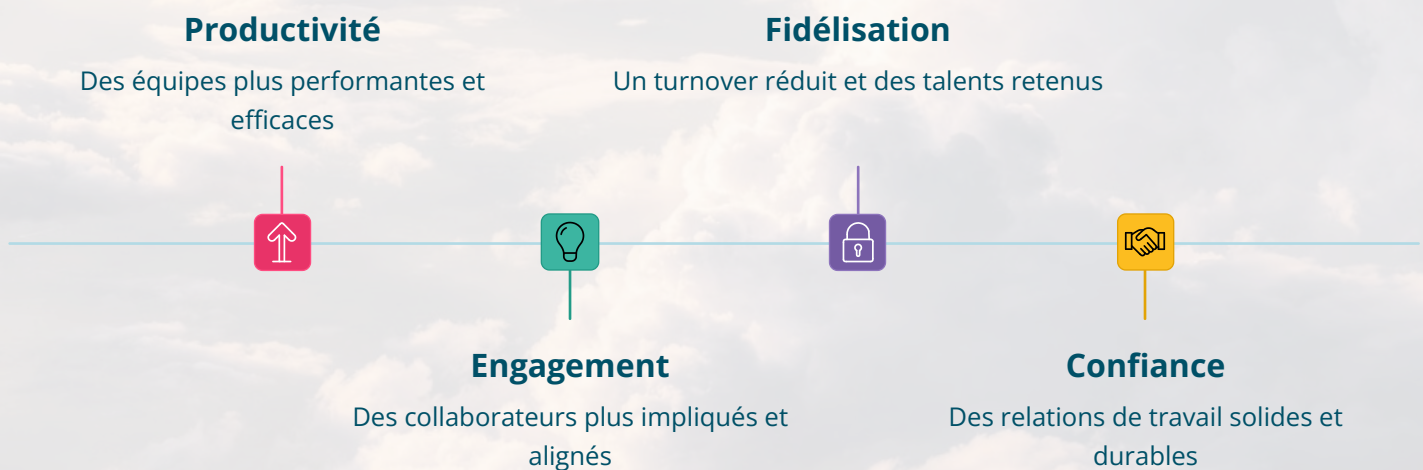 Productivité
Des équipes plus performantes et
efficaces
Engagement
Des collaborateurs plus impliqués et
alignés
Fidélisation
Un turnover réduit et des talents retenus
Confiance
Des relations de travail solides et
durables